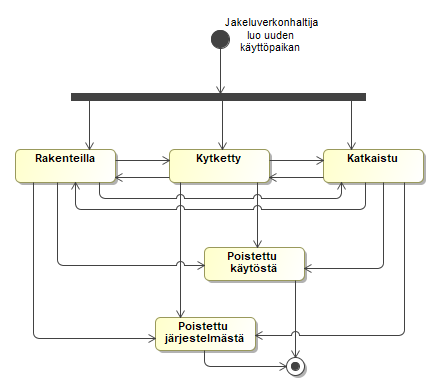 Jakeluverkonhaltija
luo uuden
käyttöpaikan
Rakenteilla
Kytketty
Katkaistu
Poistettu
käytöstä
Poistettu
järjestelmästä